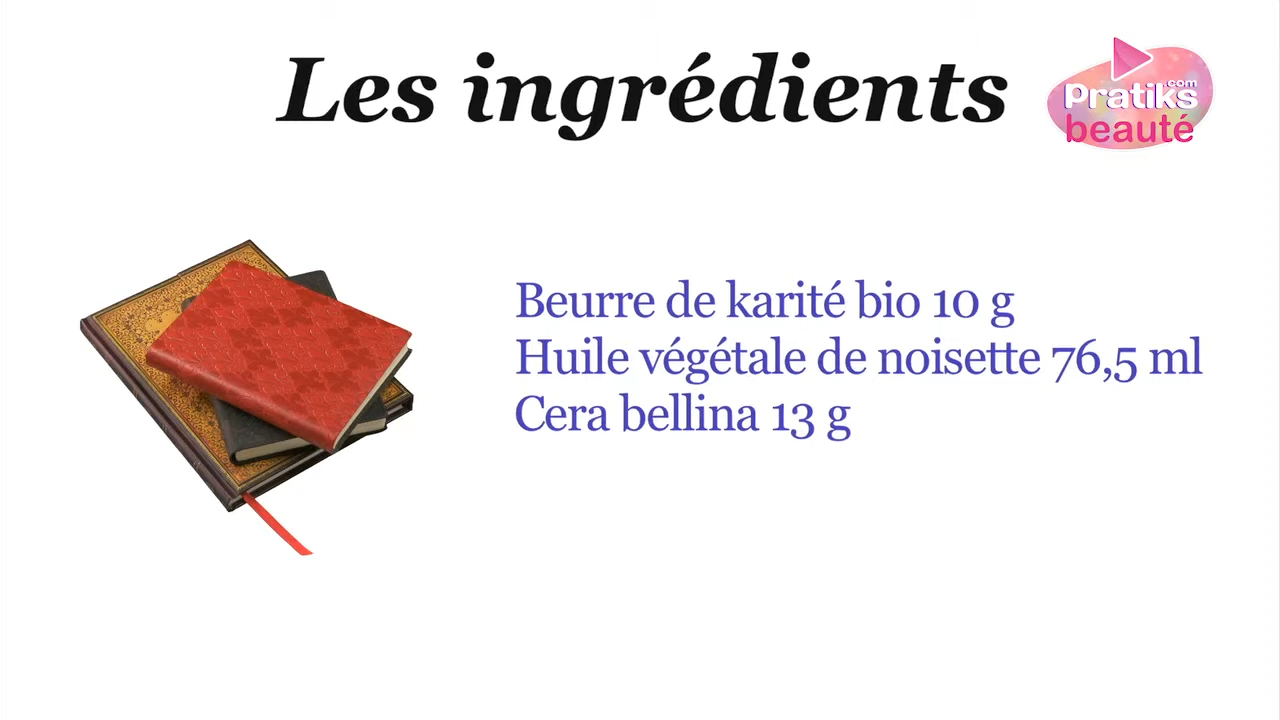 Les ingrédients
Pratiks
.com
beauté
Beurre de karité bio 10 g
Huile végétale de noisette 76,5 ml
Cera bellina 13 g